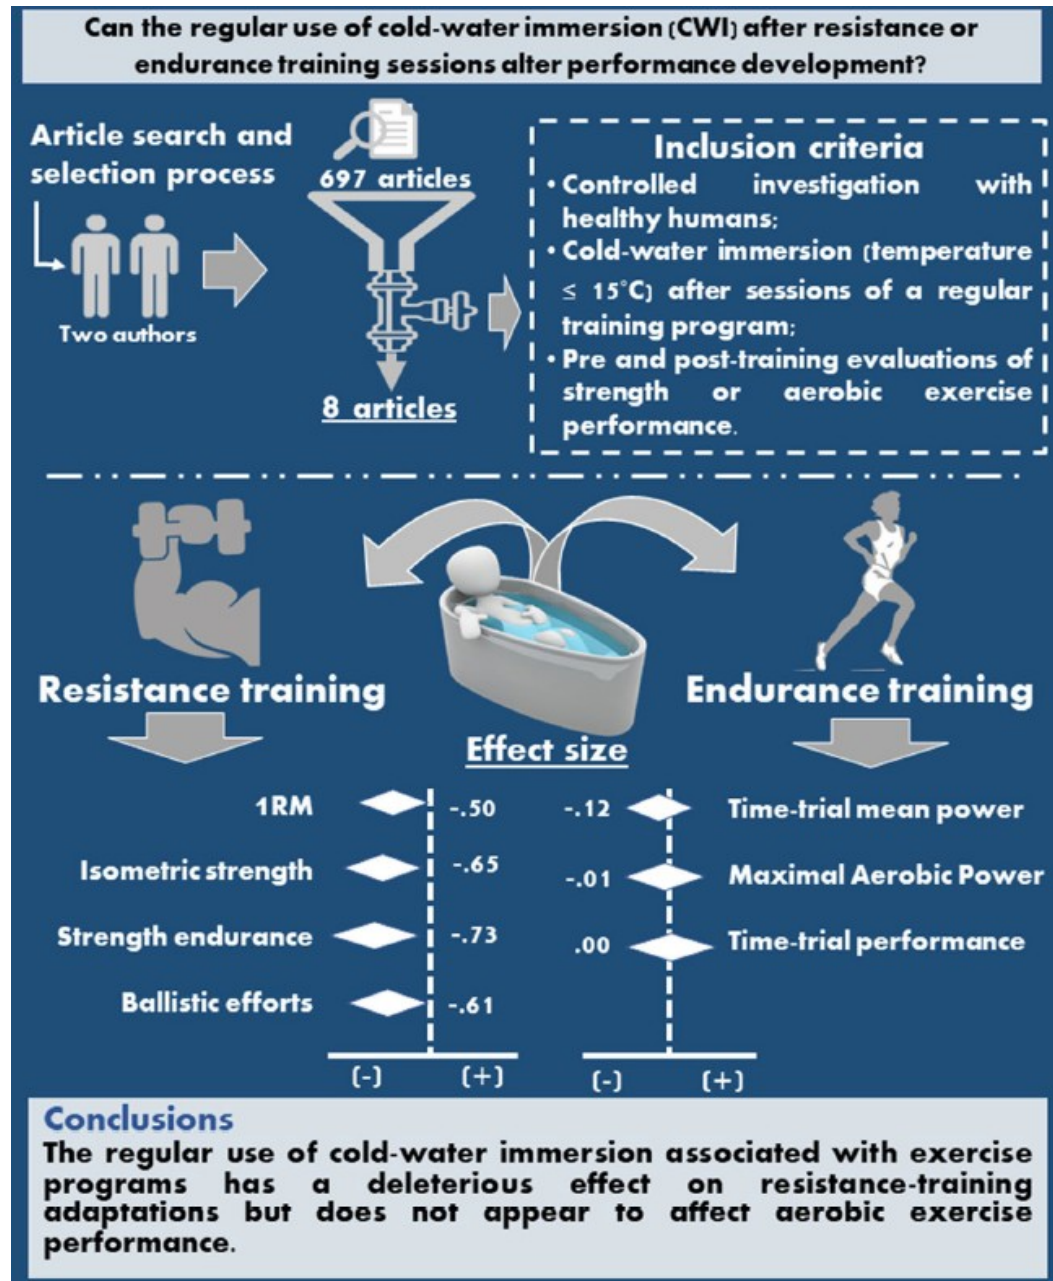 Can the regular use of cold-water immersion (CWI) after resistance or
endurance training sessions alter performance development?
Article search and
selection process
Two authors
697 articles
8 articles
Inclusion criteria
• Controlled investigation with
healthy humans;
• Cold-water immersion (temperature
≤ 15°C) after sessions of a regular
training program;
• Pre and post-training evaluations of
strength or aerobic exercise
performance.
Resistance training
Endurance training
Effect size
1RM -.50
Isometric strength -.65
Strength endurance -.73
Ballistic efforts -.61
(-) (+)
-.12 Time-trial mean power
-.01 Maximal Aerobic Power
.00 Time-trial performance
(-) (+)
Conclusions
The regular use of cold-water immersion associated with exercise
programs has a deleterious effect on resistance-training
adaptations but does not appear to affect aerobic exercise
performance.